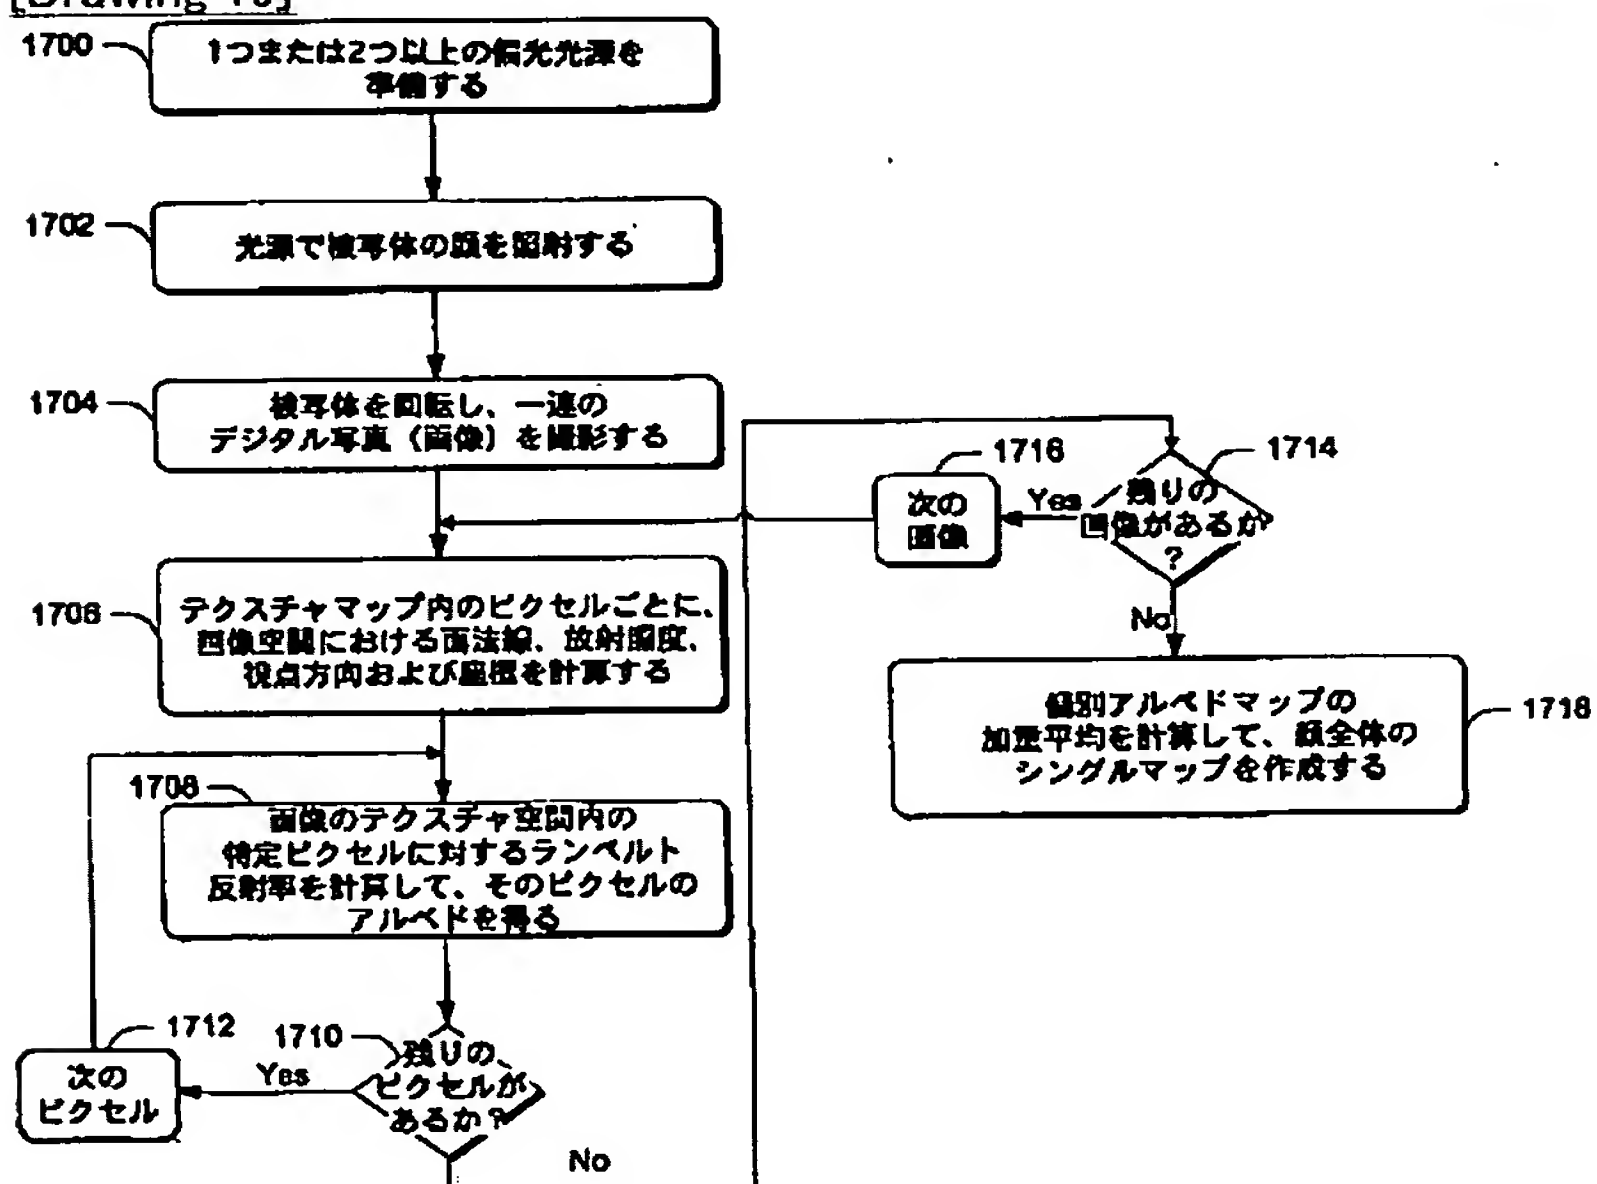 1700
1つまたは2つ以上の偏光光源を
準備する
1702
光源で被写体の顔を照射する
1704
被写体を回転し、一連の
デジタル写真（画像）を撮影する
1706
テクスチャマップ内のピクセルごとに、
画像空間における面法線、放射照度、
視点方向および座標を計算する
1708
画像のテクスチャ空間内の
特定ピクセルに対するランベルト
反射率を計算して、そのピクセルの
アルベドを得る
1710
残りの
ピクセルが
あるか？
Yes
No
1712
次の
ピクセル
1714
残りの
画像があるか
？
Yes
No
1716
次の
画像
1718
個別アルベドマップの
加重平均を計算して、顔全体の
シングルマップを作成する